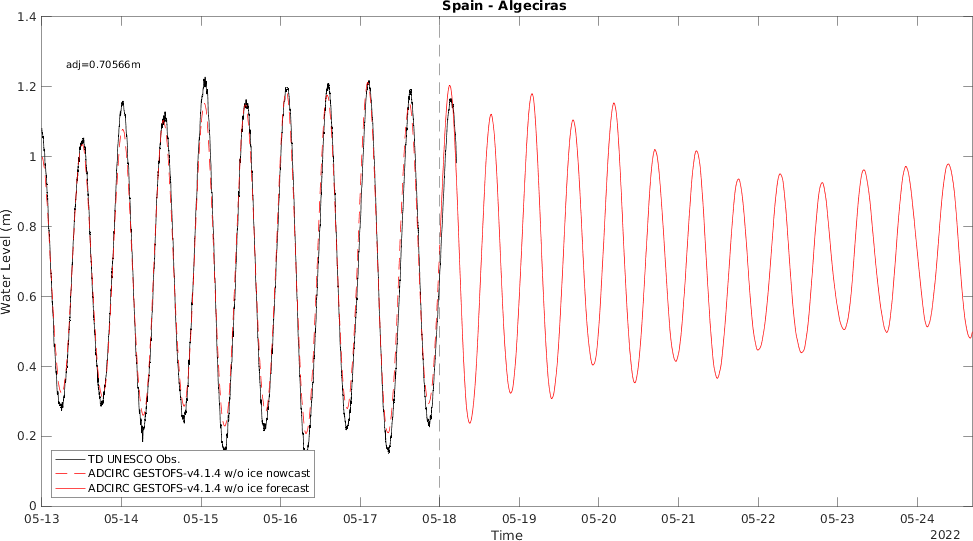 Spain - Algeciras
1.4
adj=0.70566m
1.2
1
0.8
0.6
0.4
0.2
0
Water Level (m)
TD UNESCO Obs.
ADCIRC GESTOFS-v4.1.4 w/o ice nowcast
ADCIRC GESTOFS-v4.1.4 w/o ice forecast
05-13 05-14 05-15 05-16 05-17 05-18 05-19 05-20 05-21 05-22 05-23 05-24
Time
2022